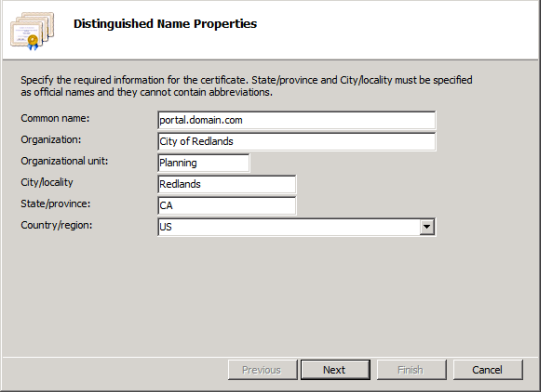 Distinguished Name Properties
Specify the required information for the certificate. State/province and City/locality must be specified
as official names and they cannot contain abbreviations.
Common name: portal.domain.com
Organization: City of Redlands
Organizational unit: Planning
City/locality Redlands
State/province: CA
Country/region: US
Previous Next Finish Cancel